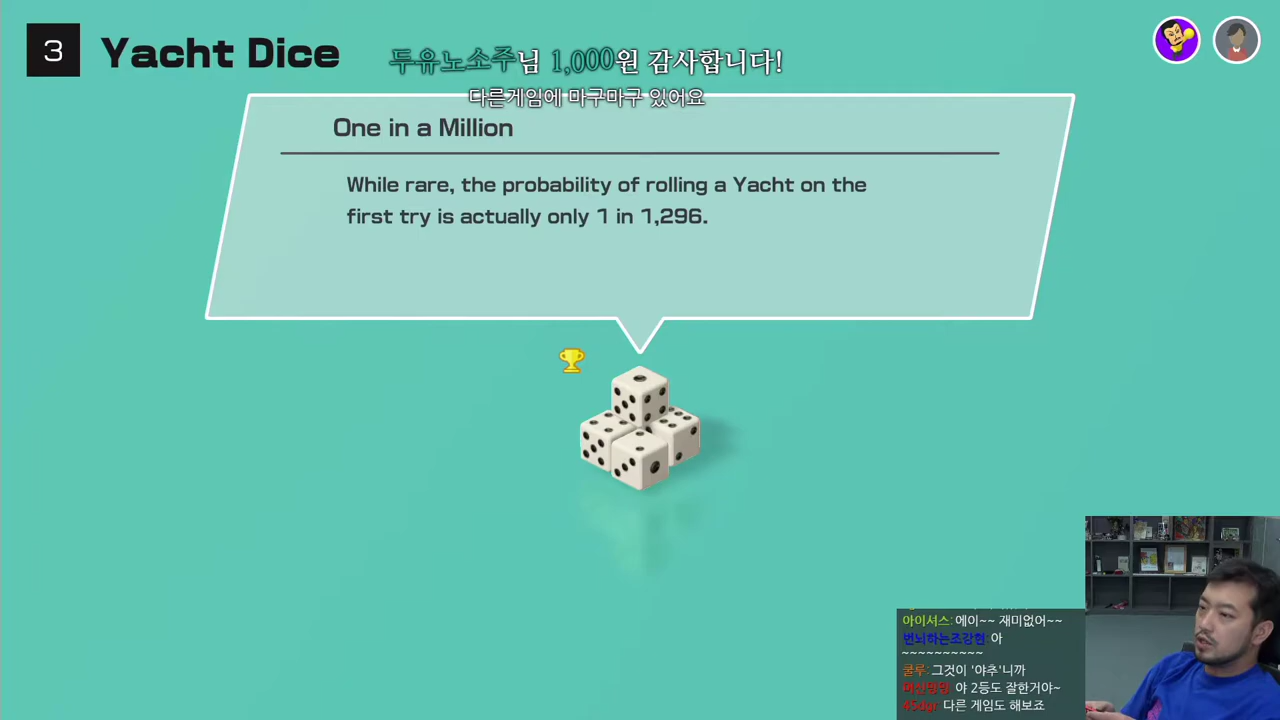 3
Yacht Dice
두유노소주님 1,000원 감사합니다!
다른게임에 마구마구 있어요
One in a Million
While rare, the probability of rolling a Yacht on the
first try is actually only 1 in 1,296.
아이셔스: 에이~~ 재미없어~~
번뇌하는조강현: 아
~~~~~~~~~~
쿨루: 그것이 '야추'니까
야 2등도 잘한거야~
45dgr: 다른 게임도 해보죠